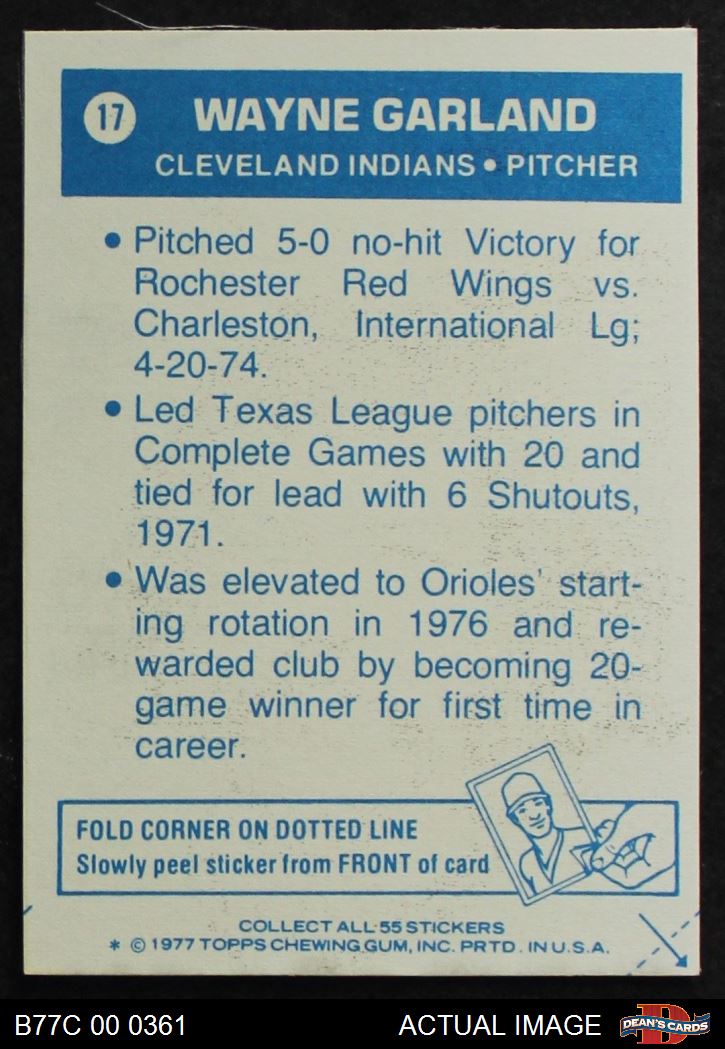 17
WAYNE GARLAND
CLEVELAND INDIANS • PITCHER
• Pitched 5-0 no-hit Victory for
Rochester Red Wings vs.
Charleston, International Lg;
4-20-74.
• Led Texas League pitchers in
Complete Games with 20 and
tied for lead with 6 Shutouts,
1971.
• Was elevated to Orioles' start-
ing rotation in 1976 and re-
warded club by becoming 20-
game winner for first time in
career.
FOLD CORNER ON DOTTED LINE
Slowly peel sticker from FRONT of card
COLLECT ALL 55 STICKERS
* © 1977 TOPPS CHEWING GUM, INC. PRTD. IN U.S.A.
B77C 00 0361
ACTUAL IMAGE
D
DEAN'S CARDS